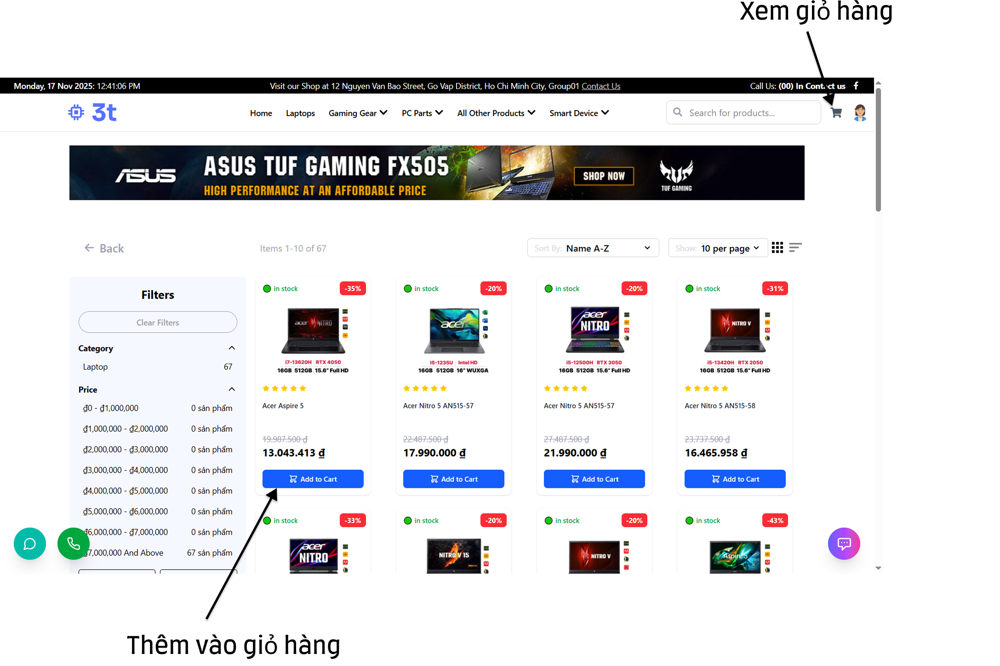 Xem giỏ hàng
Monday, 17 Nov 2025: 12:41:06 PM
Visit our Shop at 12 Nguyen Van Bao Street, Go Vap District, Ho Chi Minh City, Group01 Contact Us
Call Us: (00) In Contact us
3t
Home
Laptops
Gaming Gear
PC Parts
All Other Products
Smart Device
Search for products...
ASUS
ASUS TUF GAMING FX505
HIGH PERFORMANCE AT AN AFFORDABLE PRICE
SHOP NOW
TUF GAMING
Back
Items 1-10 of 67
Sort By: Name A-Z
Show: 10 per page
Filters
Clear Filters
Category
Laptop 67
Price
₫0 - ₫1,000,000 0 sản phẩm
₫1,000,000 - ₫2,000,000 0 sản phẩm
₫2,000,000 - ₫3,000,000 0 sản phẩm
₫3,000,000 - ₫4,000,000 0 sản phẩm
₫4,000,000 - ₫5,000,000 0 sản phẩm
₫5,000,000 - ₫6,000,000 0 sản phẩm
₫6,000,000 - ₫7,000,000 0 sản phẩm
₫7,000,000 And Above 67 sản phẩm
in stock -35%
acer NITRO
i7-13620H RTX 4050
16GB 512GB 15.6" Full HD
Acer Aspire 5
19.987.500 ₫
13.043.413 ₫
Add to Cart
in stock -20%
acer
I5-1235U Intel HD
16GB 512GB 16" WUXGA
Acer Nitro 5 AN515-57
22.487.500 ₫
17.990.000 ₫
Add to Cart
in stock -20%
acer
NITRO
i5-12500H RTX 3050
16GB 512GB 15.6" Full HD
Acer Nitro 5 AN515-57
27.487.500 ₫
21.990.000 ₫
Add to Cart
in stock -31%
NITRO V
i5-13420H RTX 2050
16GB 512GB 15.6" Full HD
Acer Nitro 5 AN515-58
23.737.500 ₫
16.465.958 ₫
Add to Cart
in stock -33%
acer
NITRO
in stock -20%
NITRO V 15
in stock -20%
NITRO V
in stock -43%
Aspire 5
Thêm vào giỏ hàng